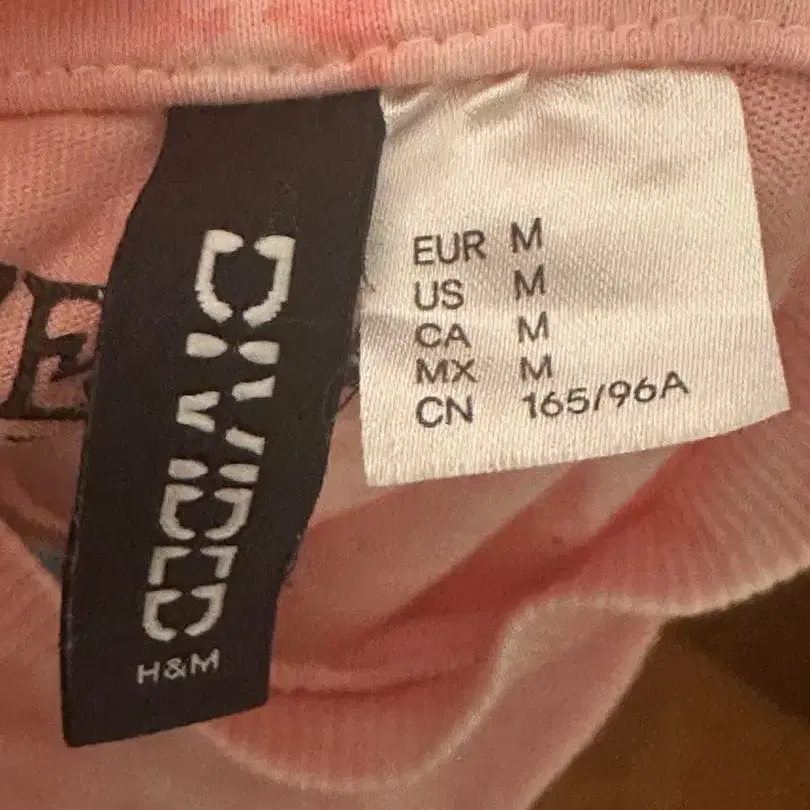 DIVIDED
H&M
EUR M
US M
CA M
MX M
CN 165/96A